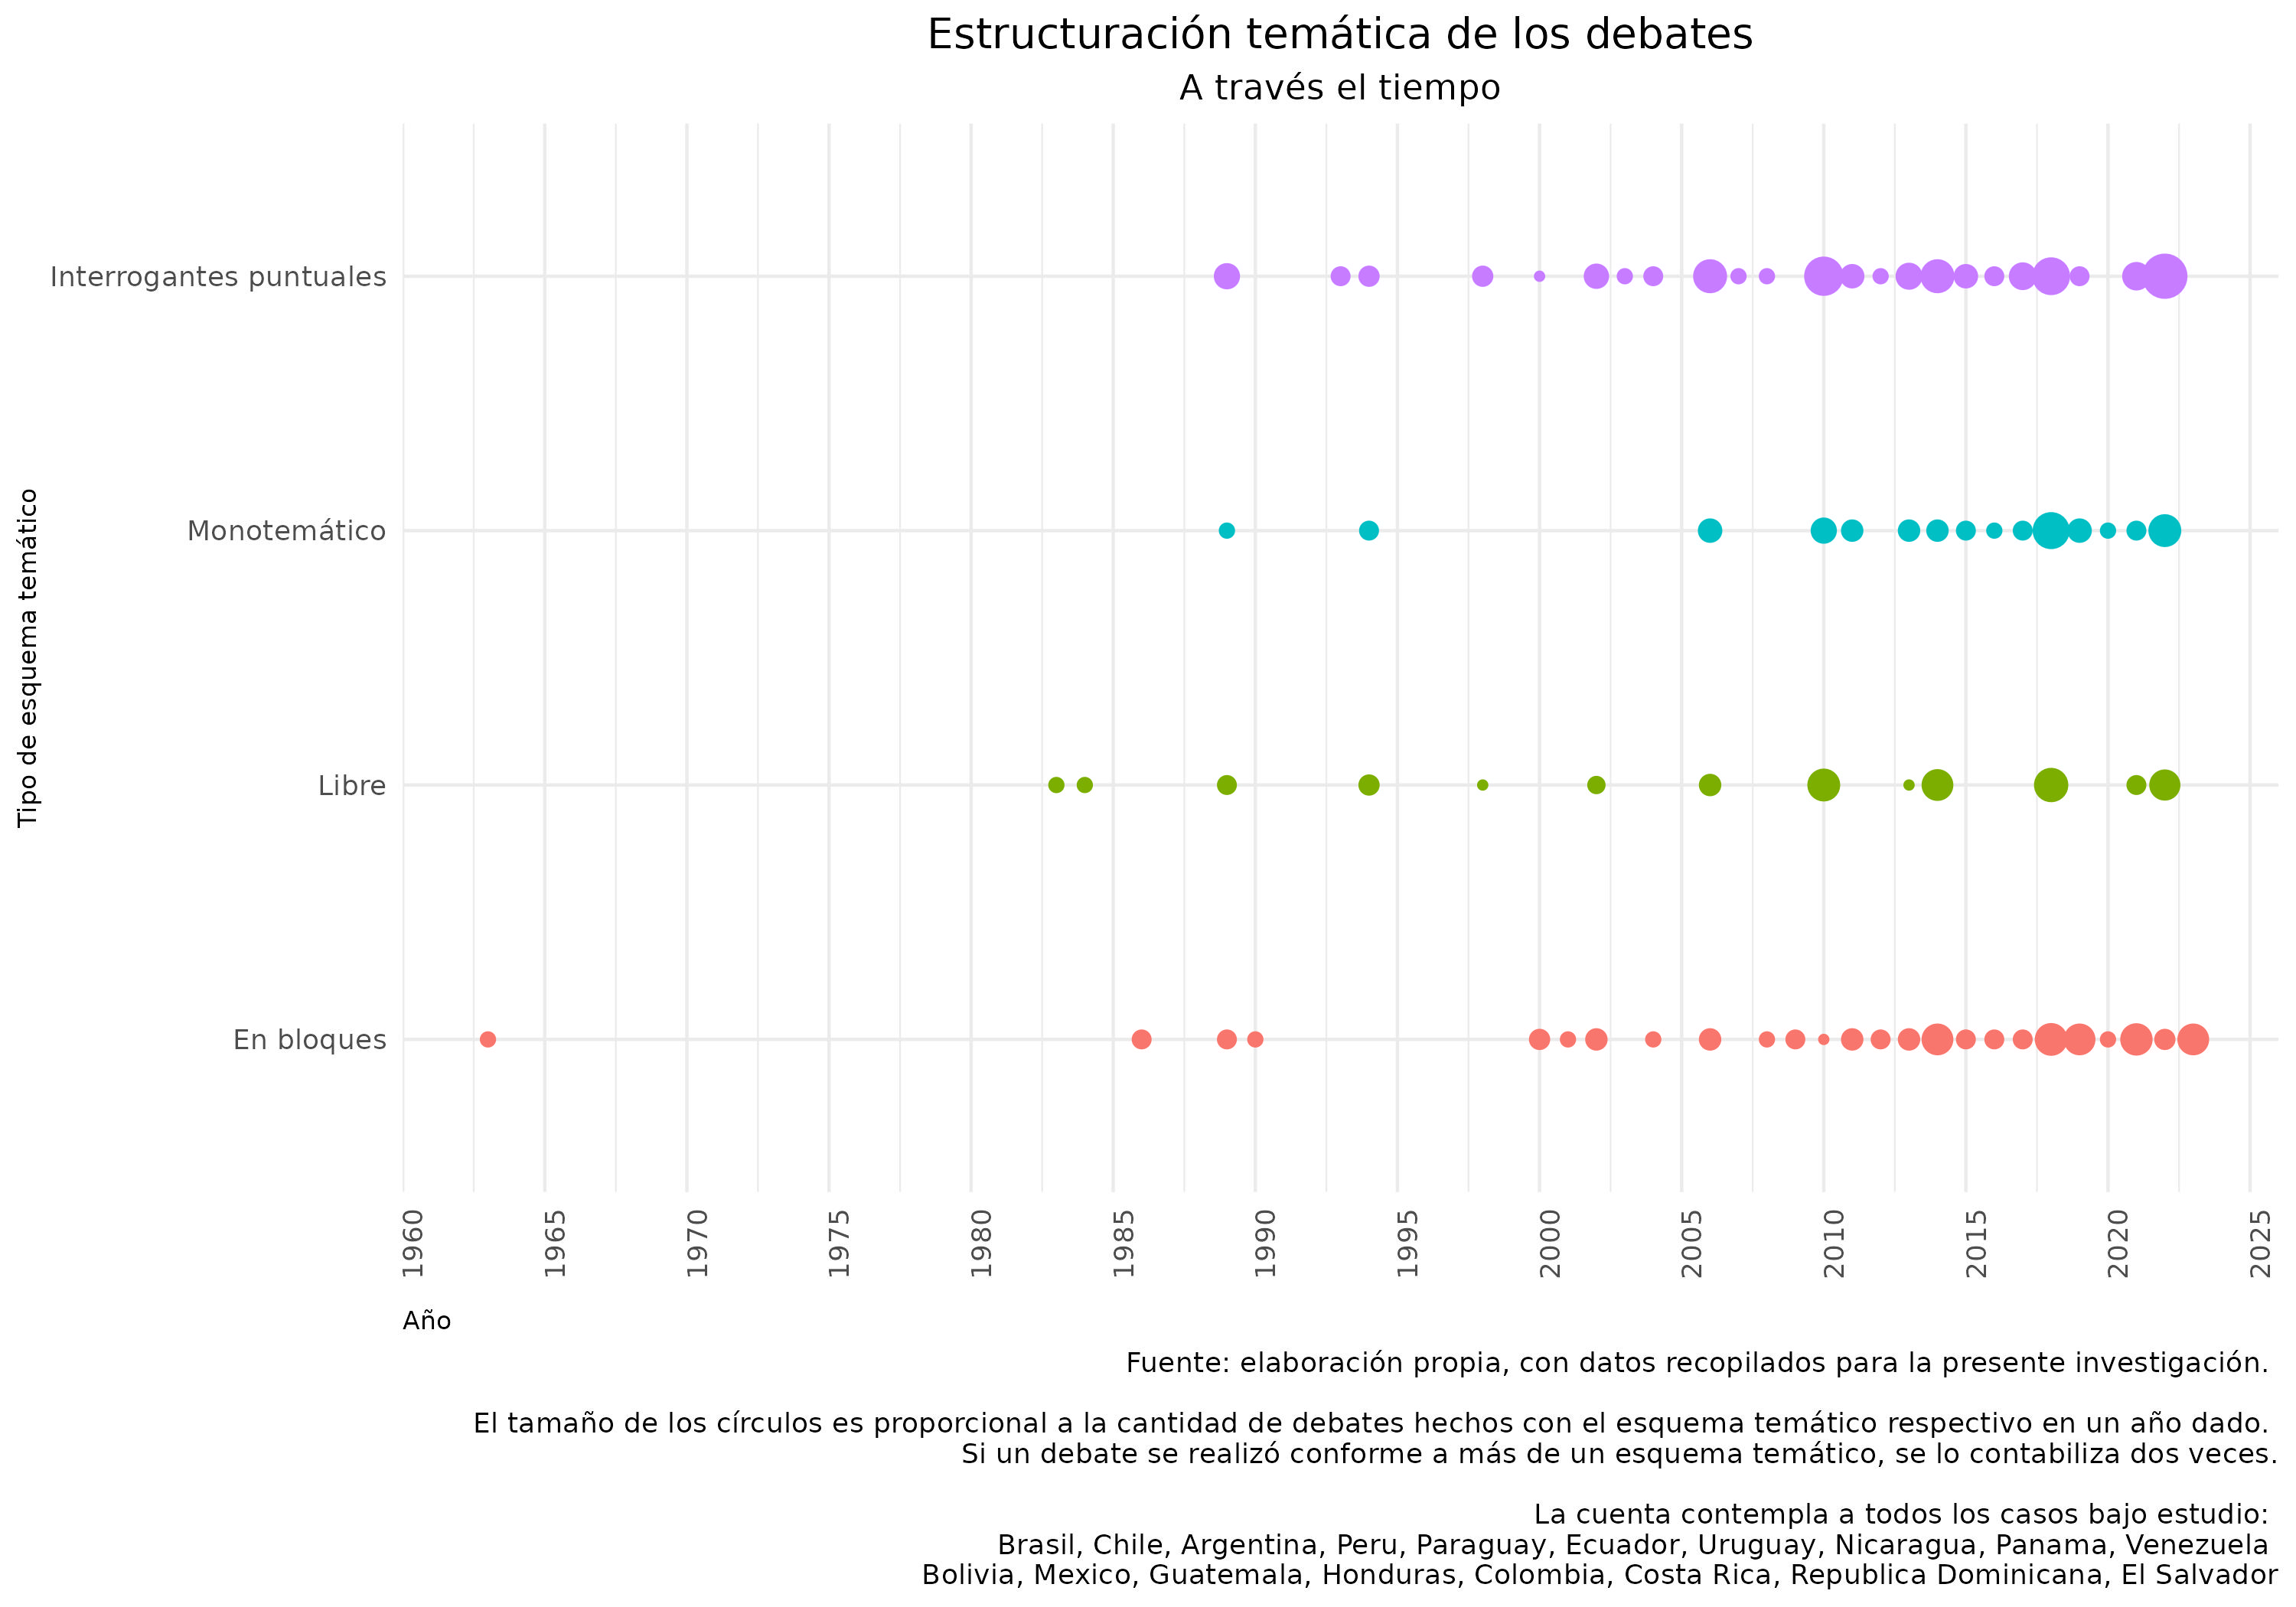 Estructuración temática de los debates
A través el tiempo
Tipo de esquema temático
Interrogantes puntuales
Monotemático
Libre
En bloques
1960 1965 1970 1975 1980 1985 1990 1995 2000 2005 2010 2015 2020 2025
Año
Fuente: elaboración propia, con datos recopilados para la presente investigación.
El tamaño de los círculos es proporcional a la cantidad de debates hechos con el esquema temático respectivo en un año dado.
Si un debate se realizó conforme a más de un esquema temático, se lo contabiliza dos veces.
La cuenta contempla a todos los casos bajo estudio:
Brasil, Chile, Argentina, Peru, Paraguay, Ecuador, Uruguay, Nicaragua, Panama, Venezuela
Bolivia, Mexico, Guatemala, Honduras, Colombia, Costa Rica, Republica Dominicana, El Salvador